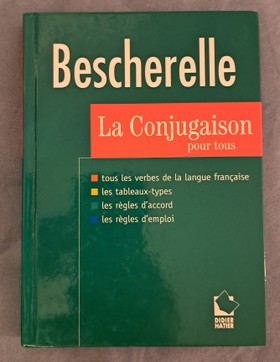 Bescherelle
La Conjugaison
pour tous
tous les verbes de la langue française
les tableaux-types
les règles d'accord
les règles d'emploi
DIDIER
HATIER